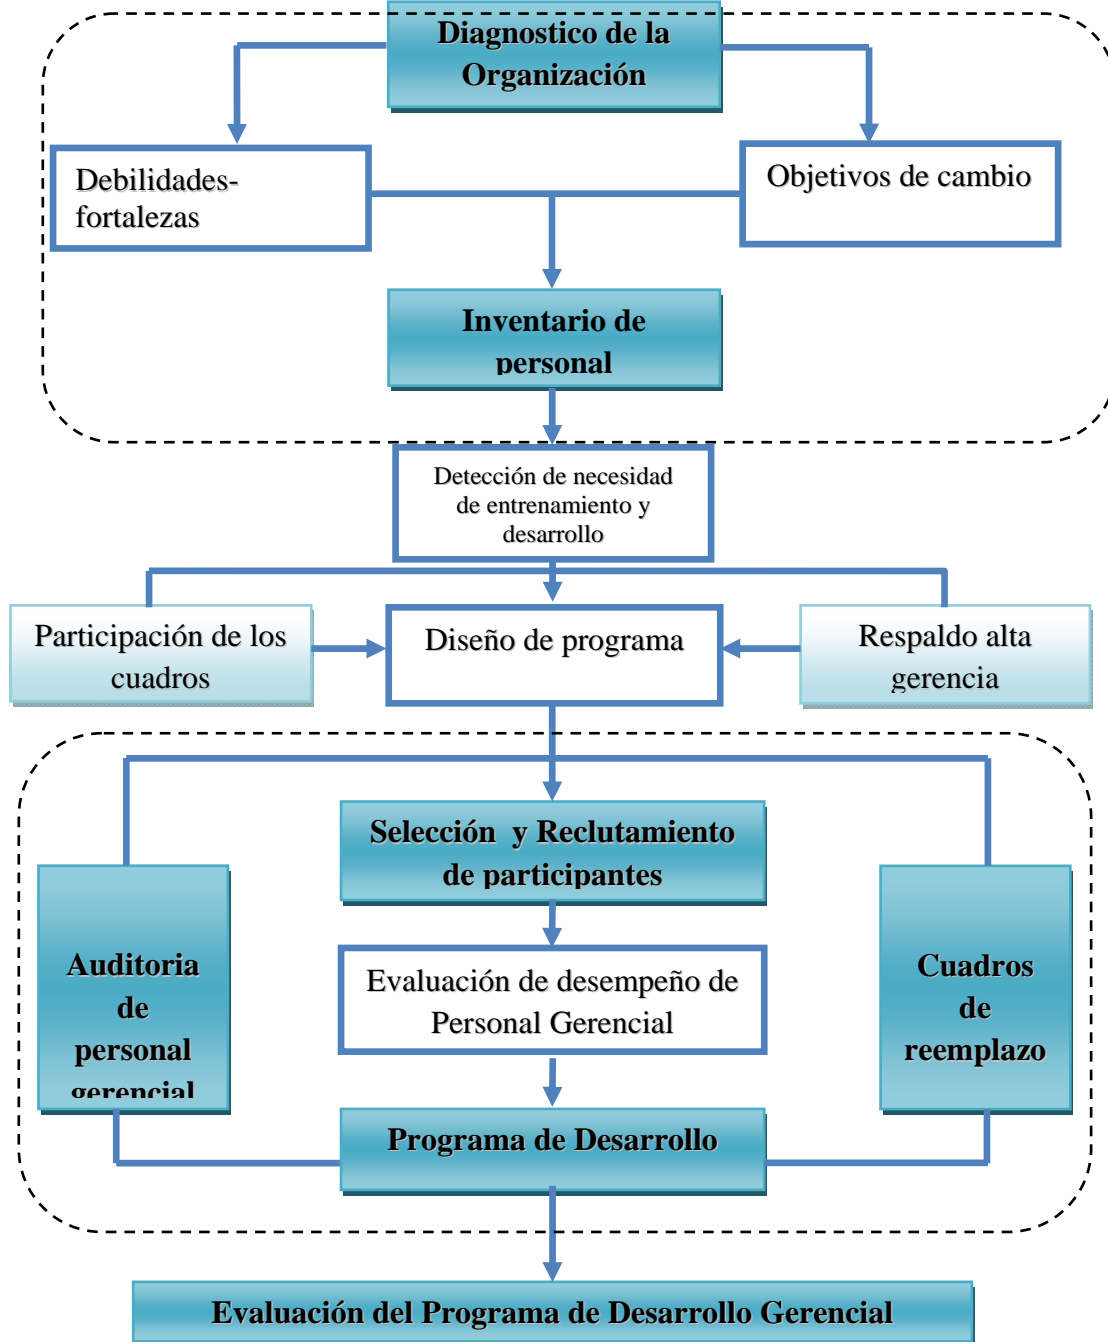 Diagnostico de la
Organización
Debilidades-
fortalezas
Objetivos de cambio
Inventario de
personal
Detección de necesidad
de entrenamiento y
desarrollo
Participación de los
cuadros
Diseño de programa
Respaldo alta
gerencia
Selección y Reclutamiento
de participantes
Auditoria
de
personal
gerencial
Evaluación de desempeño de
Personal Gerencial
Cuadros
de
reemplazo
Programa de Desarrollo
Evaluación del Programa de Desarrollo Gerencial